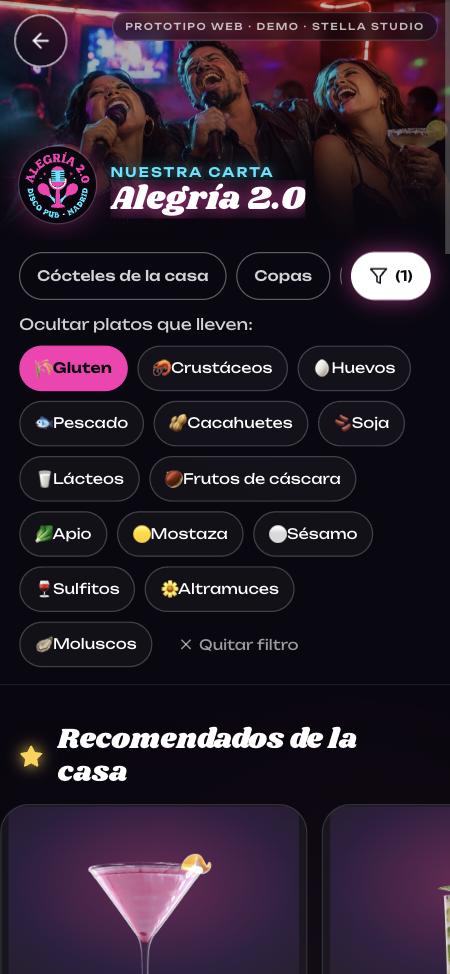 PROTOTIPO WEB · DEMO · STELLA STUDIO
ALEGRÍA 2.0
DISCO PUB · MADRID
NUESTRA CARTA
Alegría 2.0
Cócteles de la casa
Copas
(1)
Ocultar platos que lleven:
Gluten
Crustáceos
Huevos
Pescado
Cacahuetes
Soja
Lácteos
Frutos de cáscara
Apio
Mostaza
Sésamo
Sulfitos
Altramuces
Moluscos
× Quitar filtro
Recomendados de la
casa